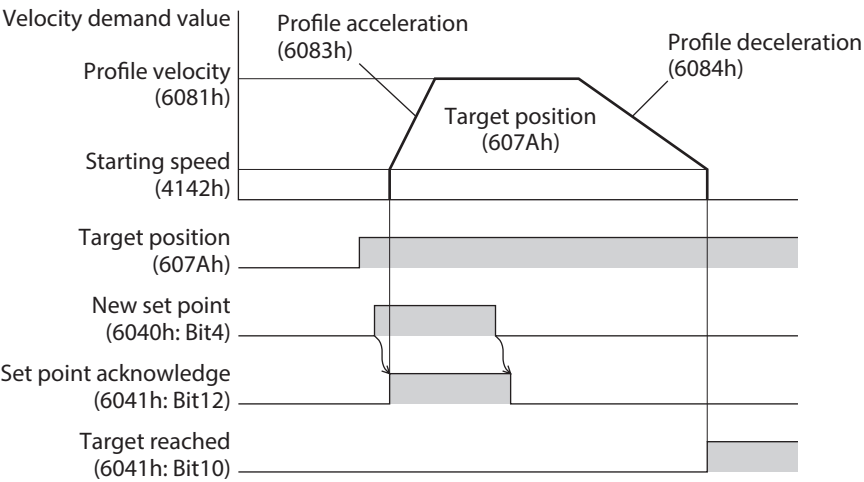 Velocity demand value
Profile acceleration
(6083h)
Profile deceleration
(6084h)
Profile velocity
(6081h)
Target position
(607Ah)
Starting speed
(4142h)
Target position
(607Ah)
New set point
(6040h: Bit4)
Set point acknowledge
(6041h: Bit12)
Target reached
(6041h: Bit10)